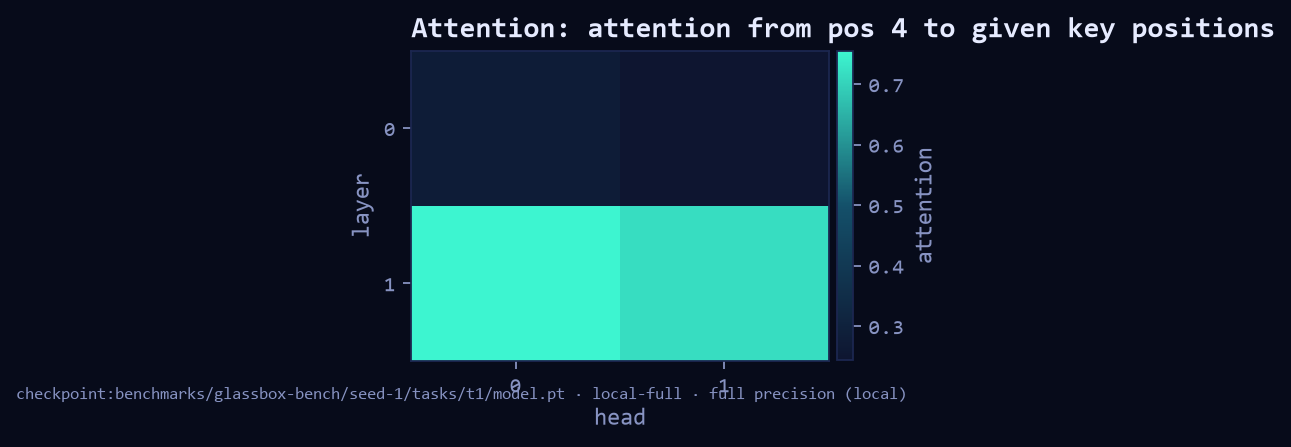 Attention: attention from pos 4 to given key positions
0
1
layer
0.7
0.6
0.5
0.4
0.3
attention
0 1
checkpoint:benchmarks/glassbox-bench/seed-1/tasks/t1/model.pt · local-full · full precision (local)
head